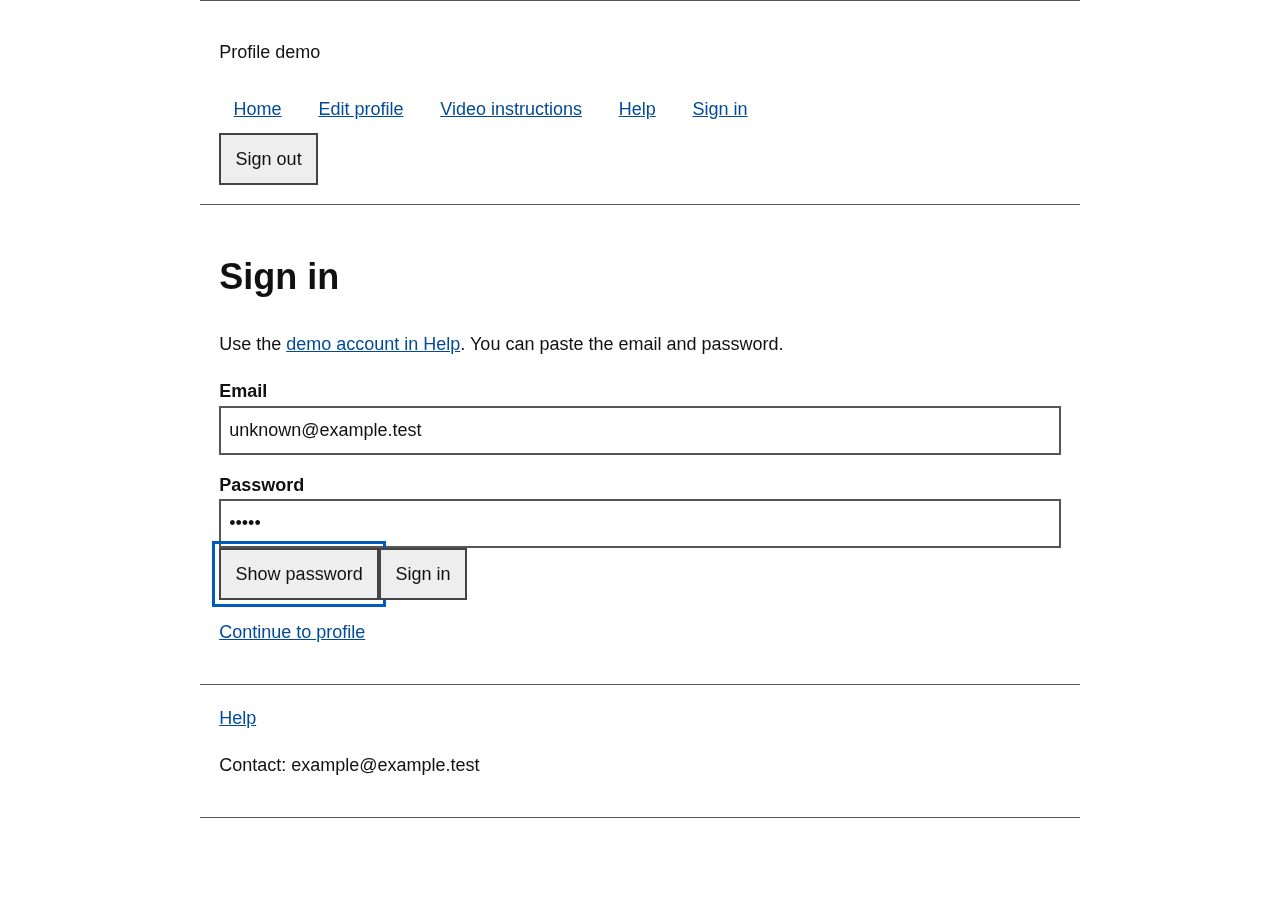 Profile demo
Home Edit profile Video instructions Help Sign in
Sign out
Sign in
Use the demo account in Help. You can paste the email and password.
Email
unknown@example.test
Password
•••••
Show password Sign in
Continue to profile
Help
Contact: example@example.test